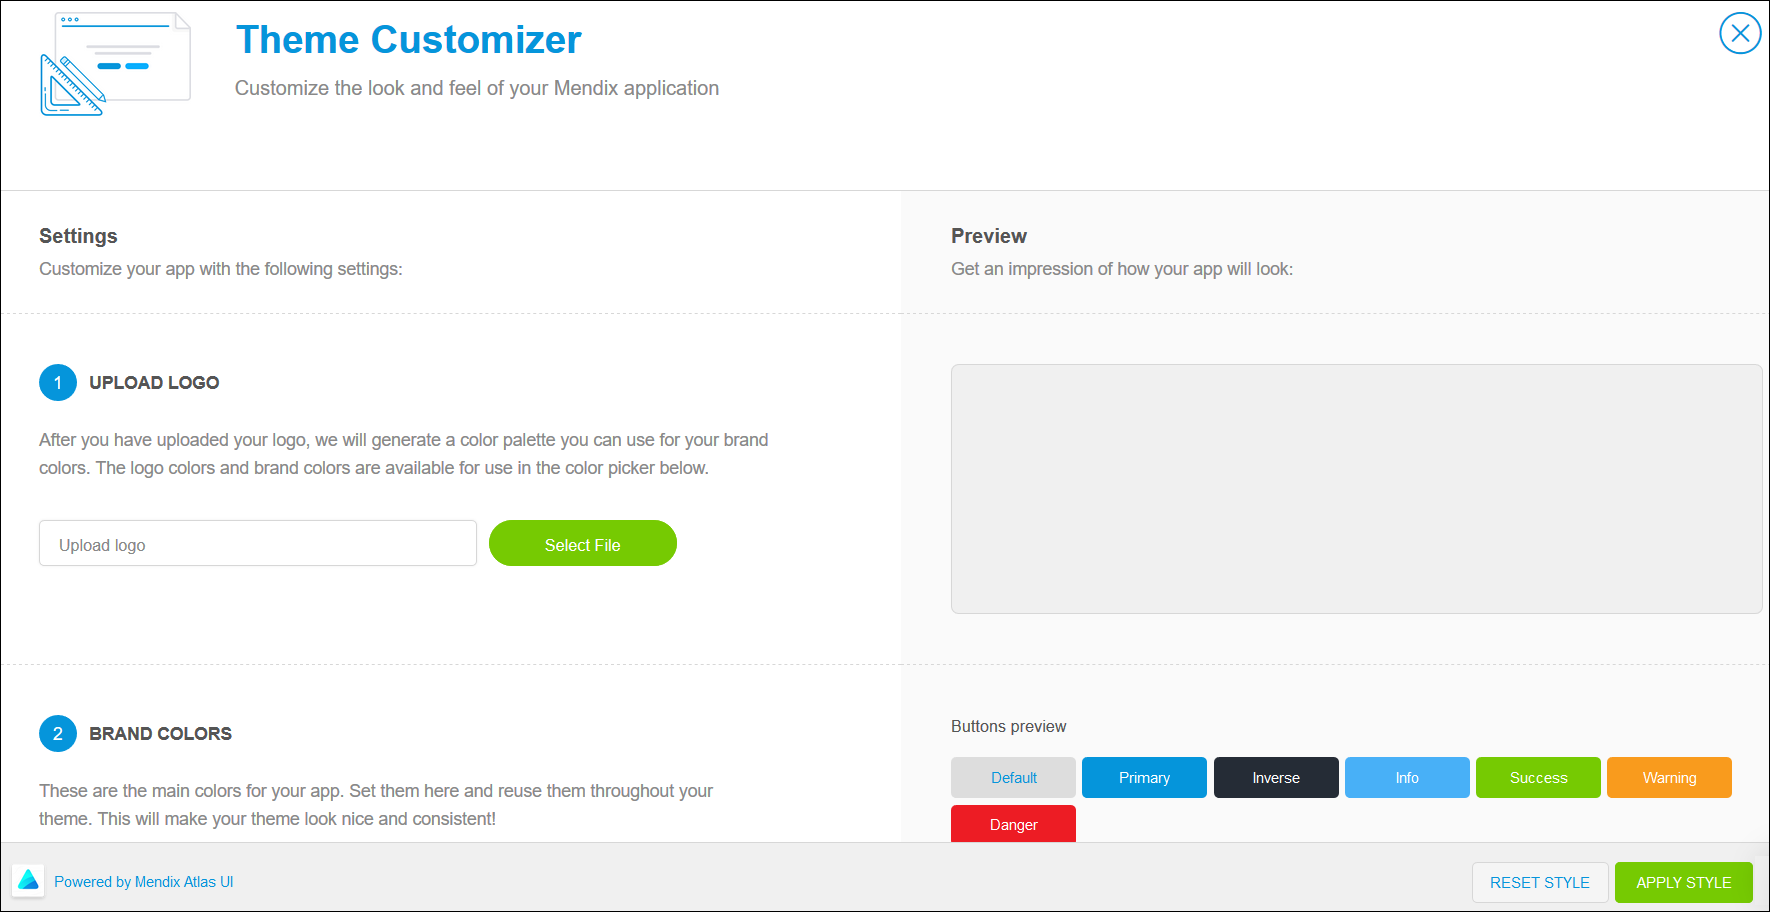 Theme Customizer
Customize the look and feel of your Mendix application
Settings
Customize your app with the following settings:
Preview
Get an impression of how your app will look:
1 UPLOAD LOGO
After you have uploaded your logo, we will generate a color palette you can use for your brand
colors. The logo colors and brand colors are available for use in the color picker below.
Upload logo
Select File
2 BRAND COLORS
These are the main colors for your app. Set them here and reuse them throughout your
theme. This will make your theme look nice and consistent!
Buttons preview
Default Primary Inverse Info Success Warning
Danger
Powered by Mendix Atlas UI
RESET STYLE APPLY STYLE